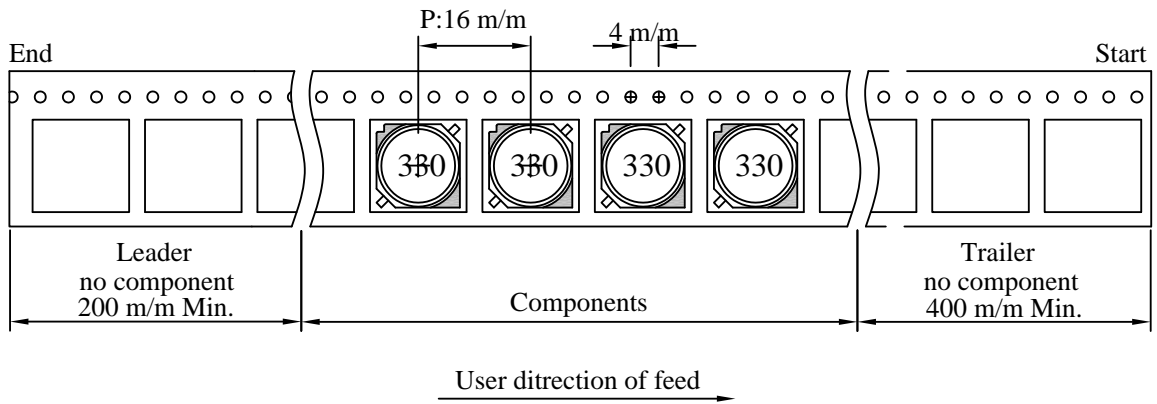 P:16 m/m
4 m/m
End
Start
330
330
330
330
Leader
no component
200 m/m Min.
Components
Trailer
no component
400 m/m Min.
User ditrection of feed